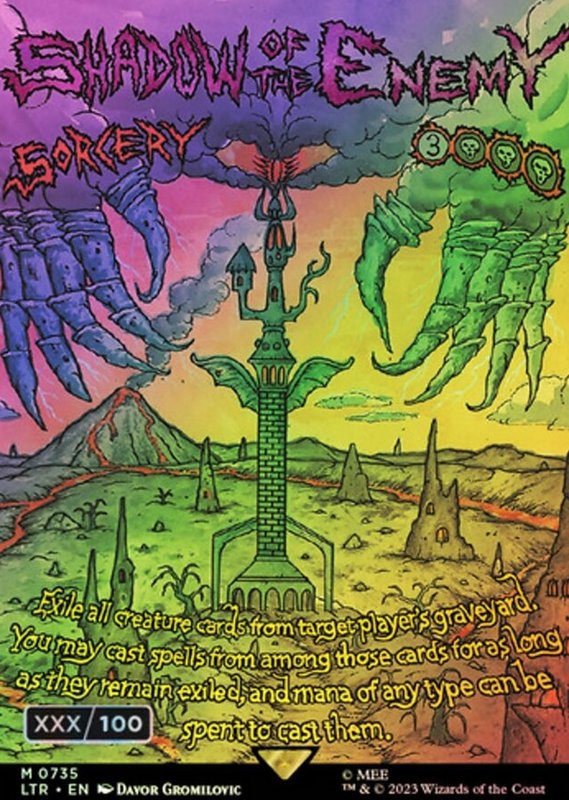 SHADOW OF THE ENEMY
SORCERY
3
Exile all creature cards from target player's graveyard.
You may cast spells from among those cards for as long
as they remain exiled, and mana of any type can be
spent to cast them.
XXX/100
M 0735
LTR • EN DAVOR GROMILOVIC
© MEE
™ & © 2023 Wizards of the Coast